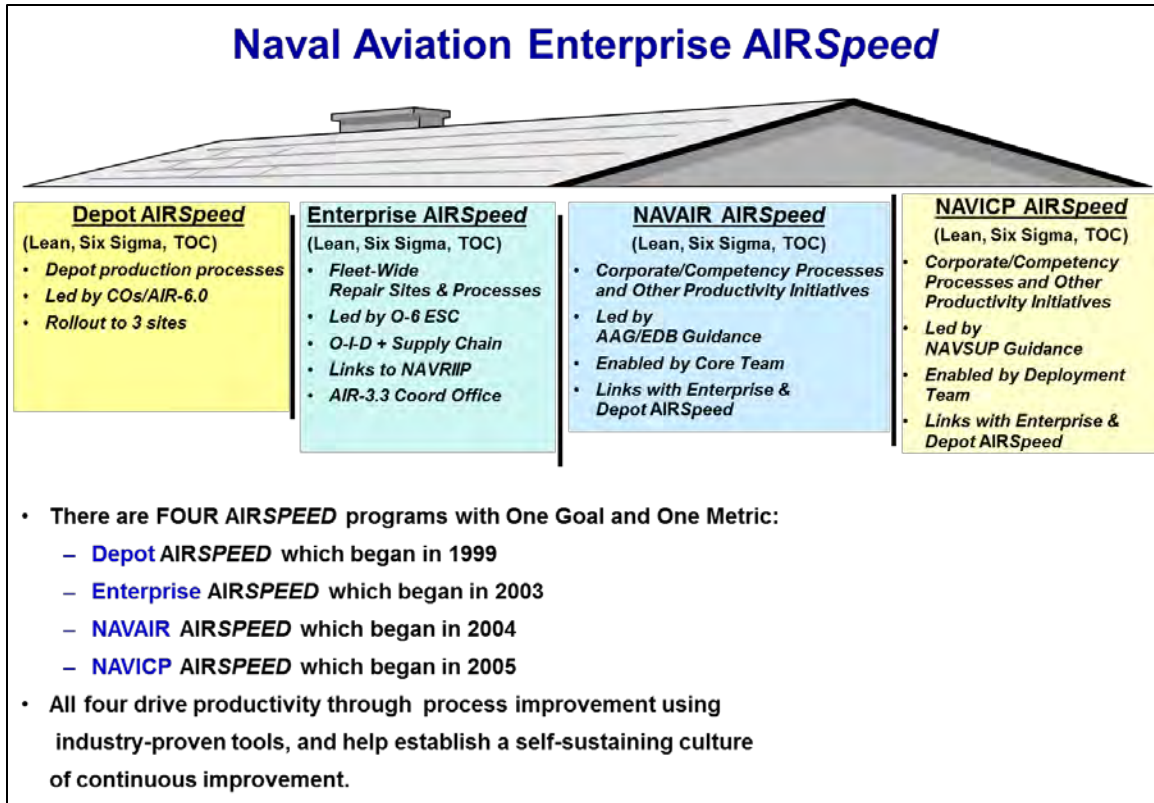 Naval Aviation Enterprise AIRSpeed
Depot AIRSpeed
(Lean, Six Sigma, TOC)
• Depot production processes
• Led by COs/AIR-6.0
• Rollout to 3 sites
Enterprise AIRSpeed
(Lean, Six Sigma, TOC)
• Fleet-Wide
Repair Sites & Processes
• Led by O-6 ESC
• O-I-D + Supply Chain
• Links to NAVRIIP
• AIR-3.3 Coord Office
NAVAIR AIRSpeed
(Lean, Six Sigma, TOC)
• Corporate/Competency Processes
and Other Productivity Initiatives
• Led by
AAG/EDB Guidance
• Enabled by Core Team
• Links with Enterprise &
Depot AIRSpeed
NAVICP AIRSpeed
(Lean, Six Sigma, TOC)
• Corporate/Competency
Processes and Other
Productivity Initiatives
• Led by
NAVSUP Guidance
• Enabled by Deployment
Team
• Links with Enterprise &
Depot AIRSpeed
• There are FOUR AIRSPEED programs with One Goal and One Metric:
– Depot AIRSPEED which began in 1999
– Enterprise AIRSPEED which began in 2003
– NAVAIR AIRSPEED which began in 2004
– NAVICP AIRSPEED which began in 2005
• All four drive productivity through process improvement using
industry-proven tools, and help establish a self-sustaining culture
of continuous improvement.